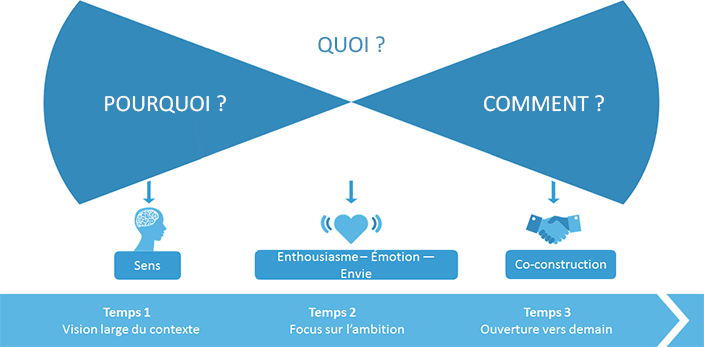 QUOI ?
POURQUOI ?
COMMENT ?
Sens
Enthousiasme – Émotion —
Envie
Co-construction
Temps 1
Vision large du contexte
Temps 2
Focus sur l’ambition
Temps 3
Ouverture vers demain